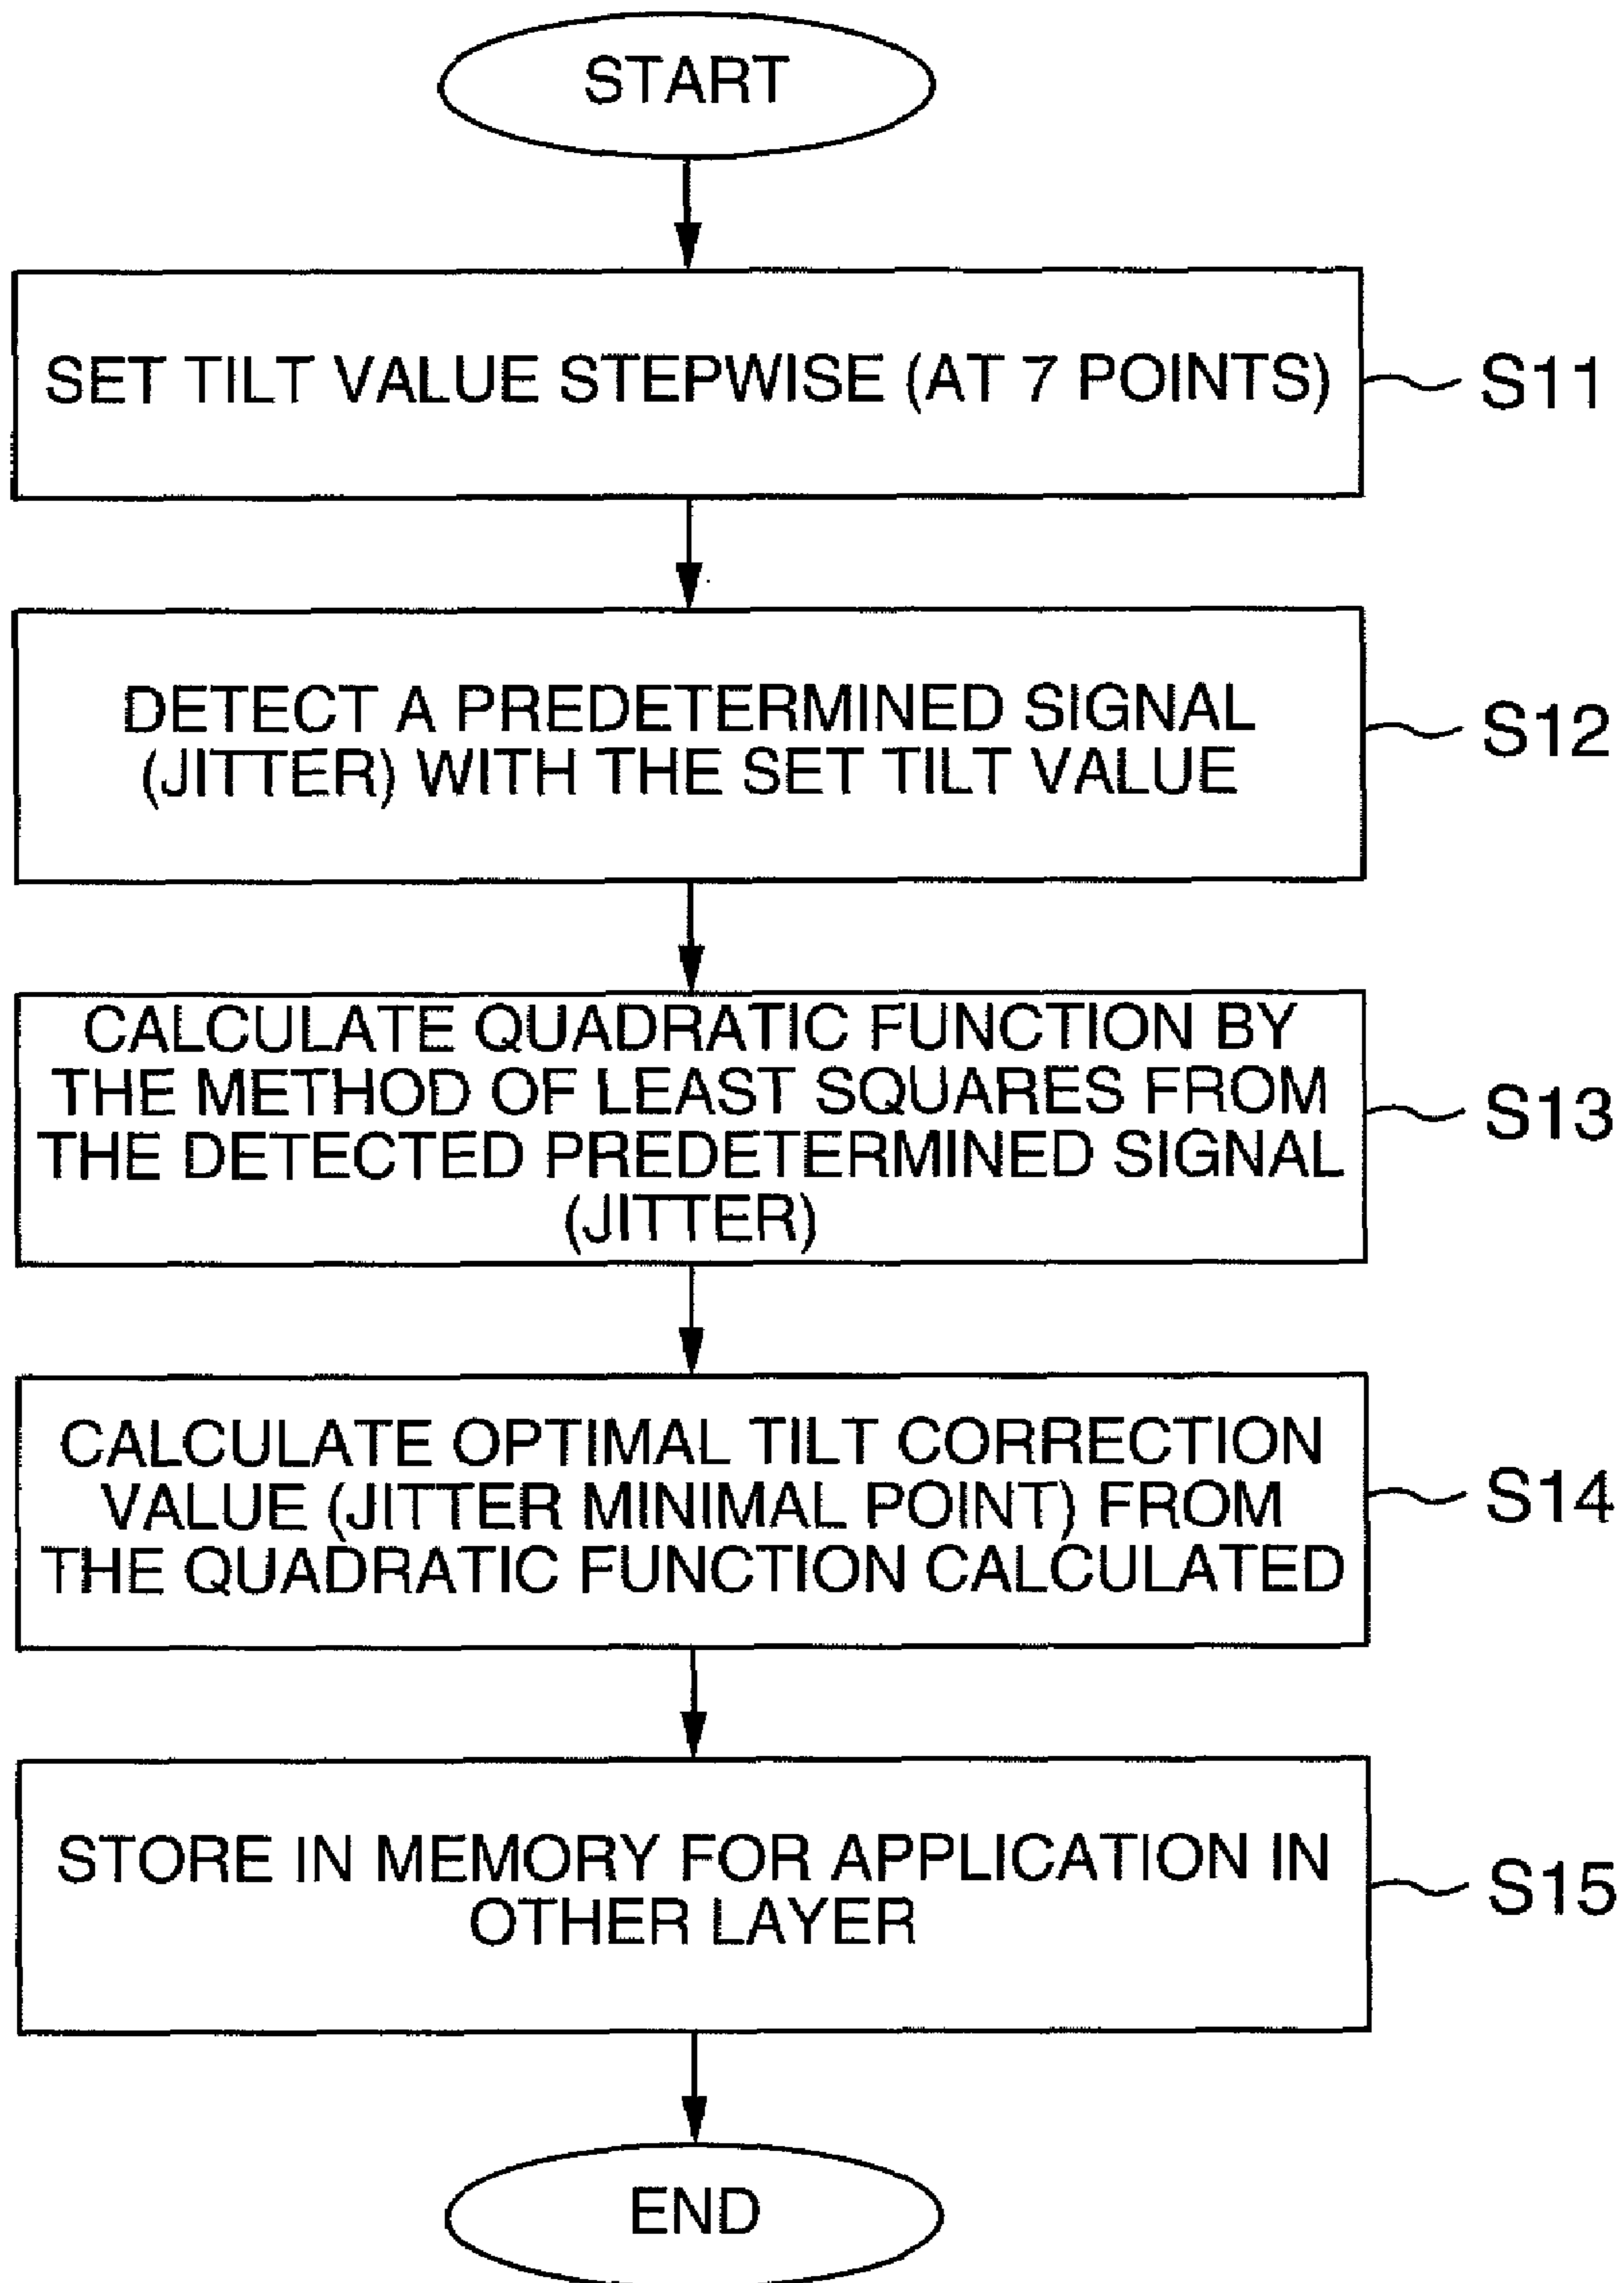 START
SET TILT VALUE STEPWISE (AT 7 POINTS)
S11
DETECT A PREDETERMINED SIGNAL
(JITTER) WITH THE SET TILT VALUE
S12
CALCULATE QUADRATIC FUNCTION BY
THE METHOD OF LEAST SQUARES FROM
THE DETECTED PREDETERMINED SIGNAL
(JITTER)
S13
CALCULATE OPTIMAL TILT CORRECTION
VALUE (JITTER MINIMAL POINT) FROM
THE QUADRATIC FUNCTION CALCULATED
S14
STORE IN MEMORY FOR APPLICATION IN
OTHER LAYER
S15
END